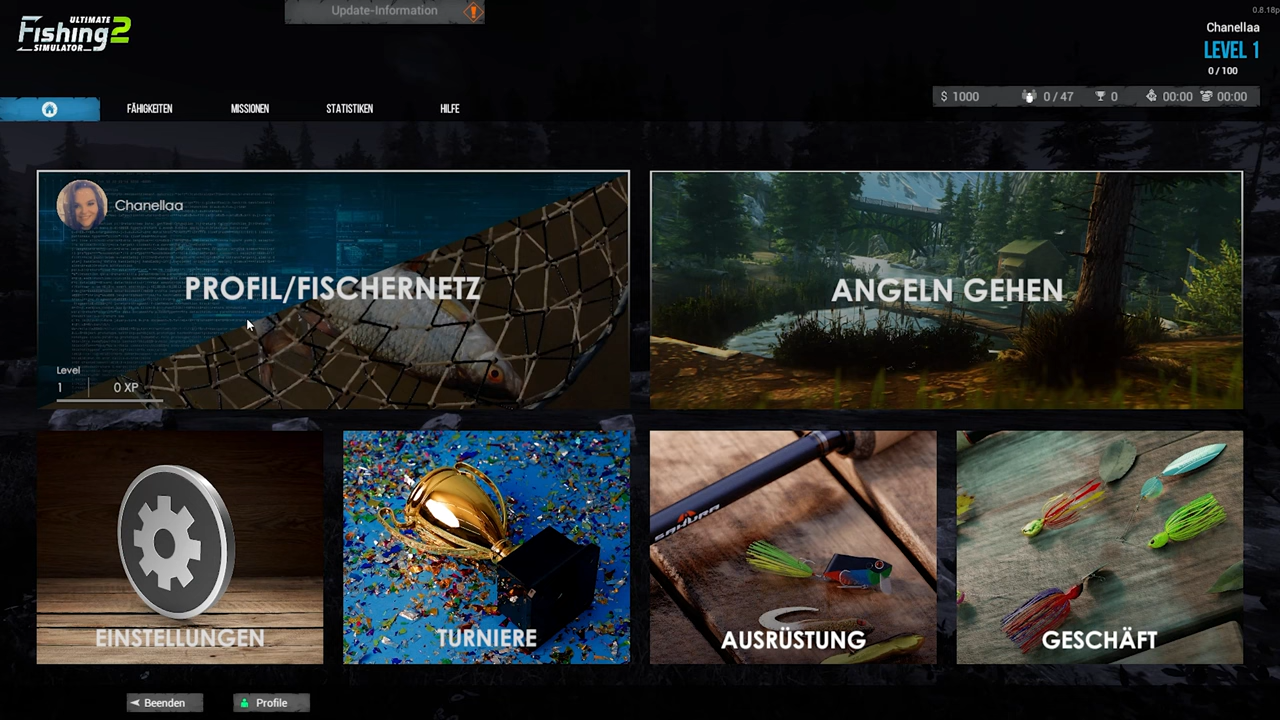 Update-Information
0.8.18p
ULTIMATE
Fishing 2
SIMULATOR
Chanellaa
LEVEL 1
0 / 100
FÄHIGKEITEN
MISSIONEN
STATISTIKEN
HILFE
$ 1000
0 / 47
0
00:00
00:00
Chanellaa
PROFIL/FISCHERNETZ
Level
1
0 XP
ANGELN GEHEN
EINSTELLUNGEN
TURNIERE
SAKURA
AUSRÜSTUNG
GESCHÄFT
Beenden
Profile